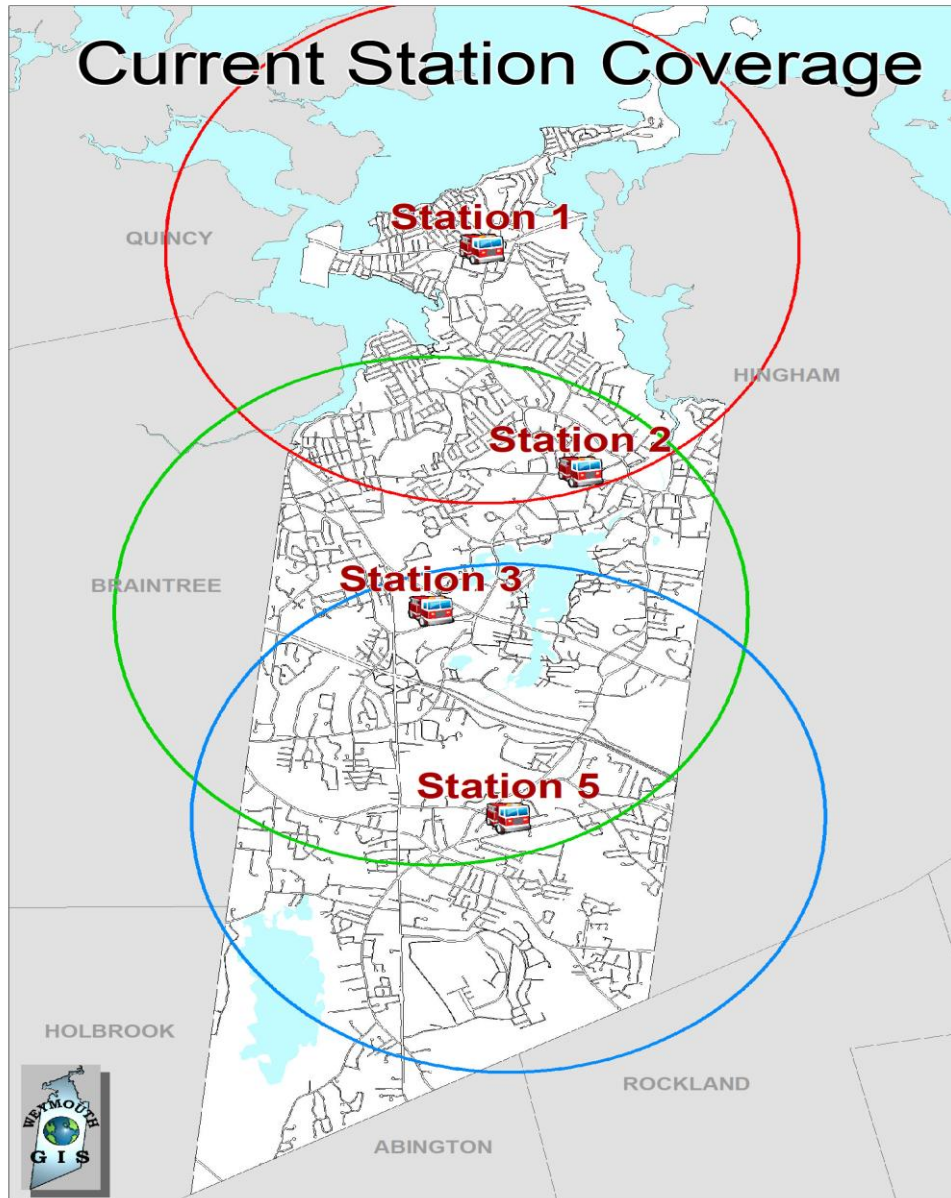 Current Station Coverage
Station 1
QUINCY
HINGHAM
Station 2
Station 3
BRAINTREE
Station 5
HOLBROOK
ROCKLAND
ABINGTON
WEYMOUTH
GIS